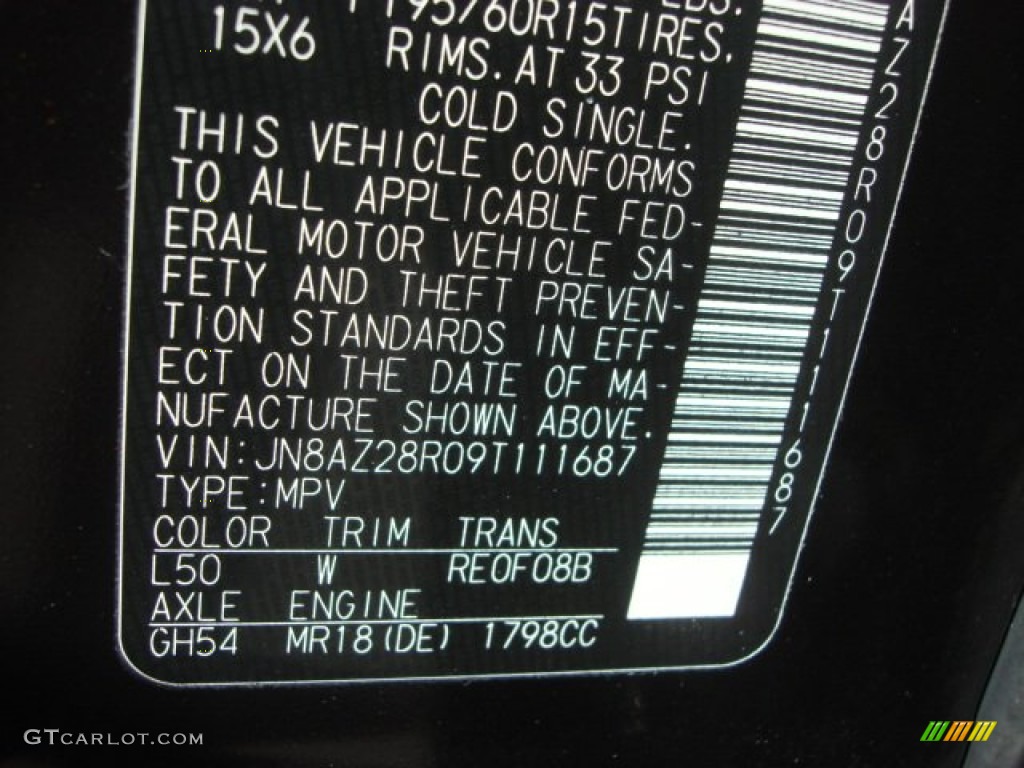 LBS.
195/60R15TIRES,
15X6 RIMS. AT 33 PSI
COLD SINGLE.
THIS VEHICLE CONFORMS
TO ALL APPLICABLE FED-
ERAL MOTOR VEHICLE SA-
FETY AND THEFT PREVEN-
TION STANDARDS IN EFF-
ECT ON THE DATE OF MA-
NUFACTURE SHOWN ABOVE.
VIN:JN8AZ28R09T111687
TYPE:MPV
COLOR TRIM TRANS
L50 W RE0F08B
AXLE ENGINE
GH54 MR18(DE) 1798CC
AZ28R09T111687
GTCARLOT.COM